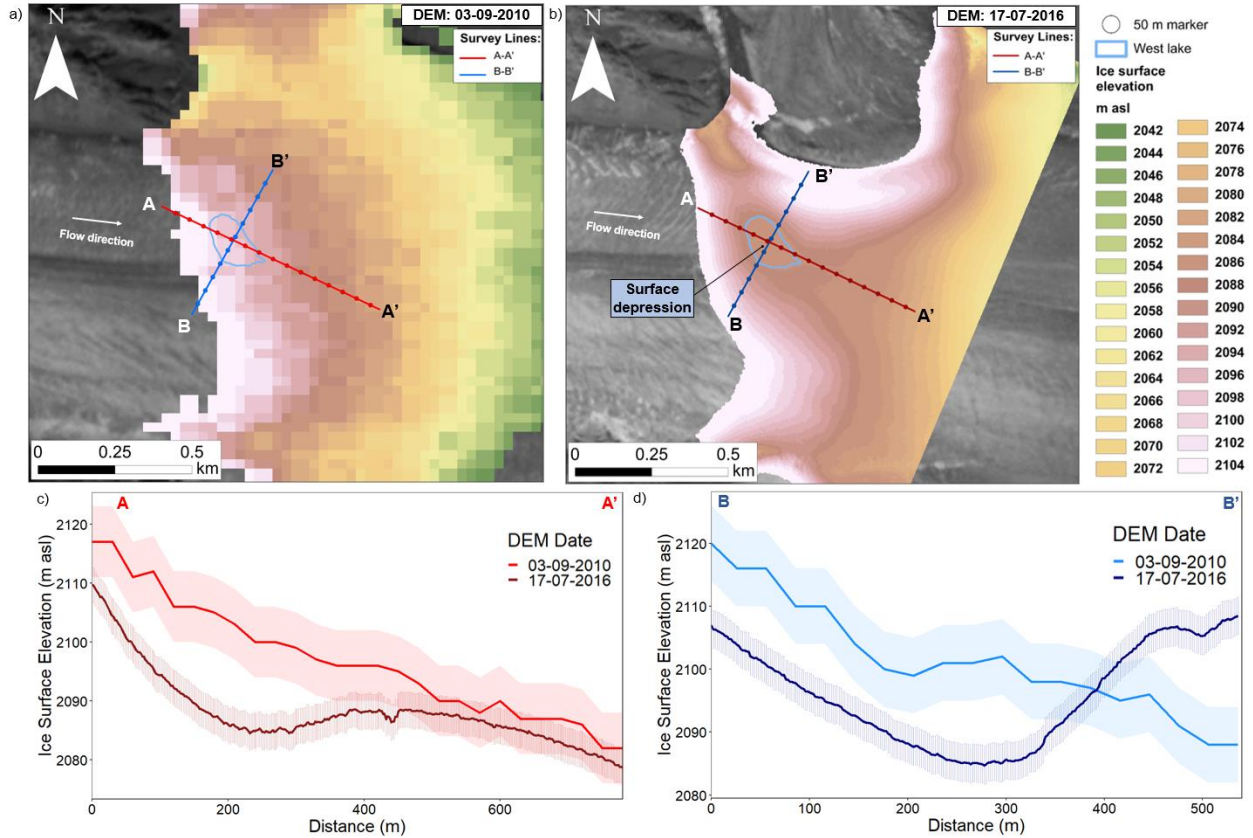 a)
N
DEM: 03-09-2010
Survey Lines:
A-A'
B-B'
B'
A
Flow direction
B
A'
0 0.25 0.5
km
b)
N
DEM: 17-07-2016
Survey Lines:
A-A'
B-B'
B'
A
Flow direction
Surface
depression
B
A'
0 0.25 0.5
km
50 m marker
West lake
Ice surface
elevation
m asl
2042
2044
2046
2048
2050
2052
2054
2056
2058
2060
2062
2064
2066
2068
2070
2072
2074
2076
2078
2080
2082
2084
2086
2088
2090
2092
2094
2096
2098
2100
2102
2104
c)
A A'
DEM Date
03-09-2010
17-07-2016
Ice Surface Elevation (m asl)
2120
2110
2100
2090
2080
0 200 400 600
Distance (m)
d)
B B'
DEM Date
03-09-2010
17-07-2016
Ice Surface Elevation (m asl)
2120
2110
2100
2090
2080
0 100 200 300 400 500
Distance (m)